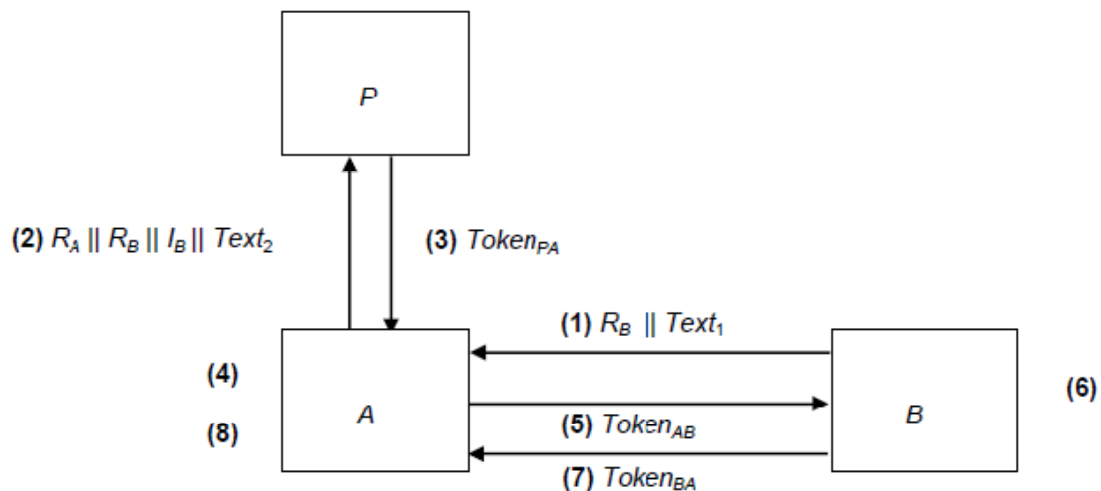 P
(2) R_A || R_B || I_B || Text_2
(3) Token_PA
(1) R_B || Text_1
(4)
(6)
A
B
(5) Token_AB
(8)
(7) Token_BA